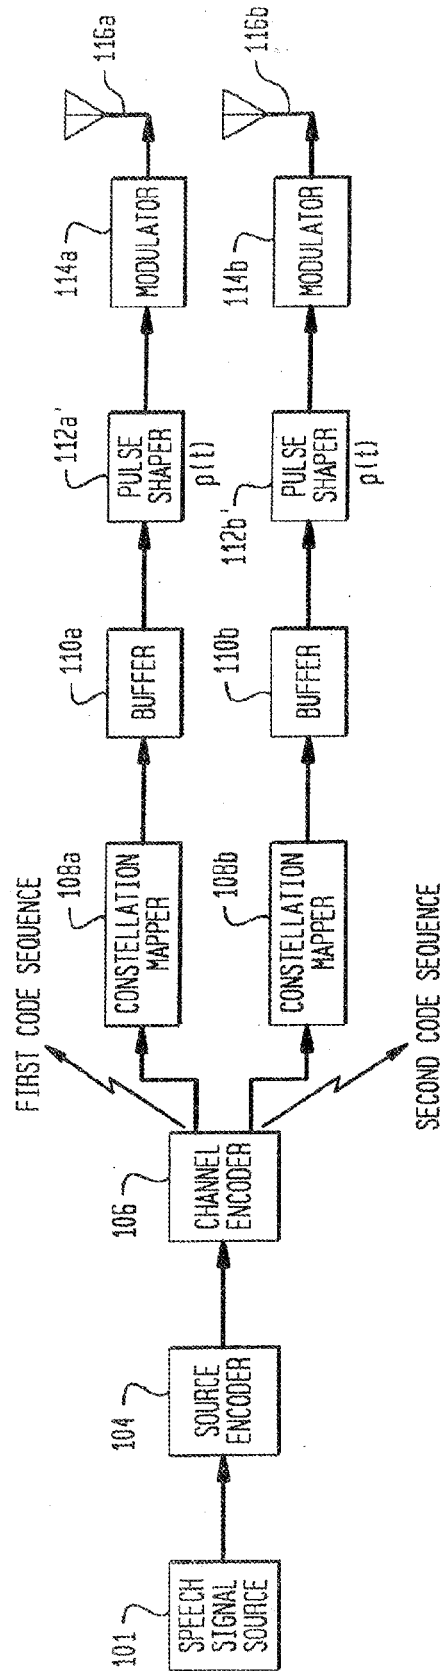 FIRST CODE SEQUENCE
101
SPEECH
SIGNAL
SOURCE
104
SOURCE
ENCODER
106
CHANNEL
ENCODER
108a
CONSTELLATION
MAPPER
110a
BUFFER
112a'
PULSE
SHAPER
p(t)
114a
MODULATOR
116a
108b
CONSTELLATION
MAPPER
110b
BUFFER
112b'
PULSE
SHAPER
p(t)
114b
MODULATOR
116b
SECOND CODE SEQUENCE